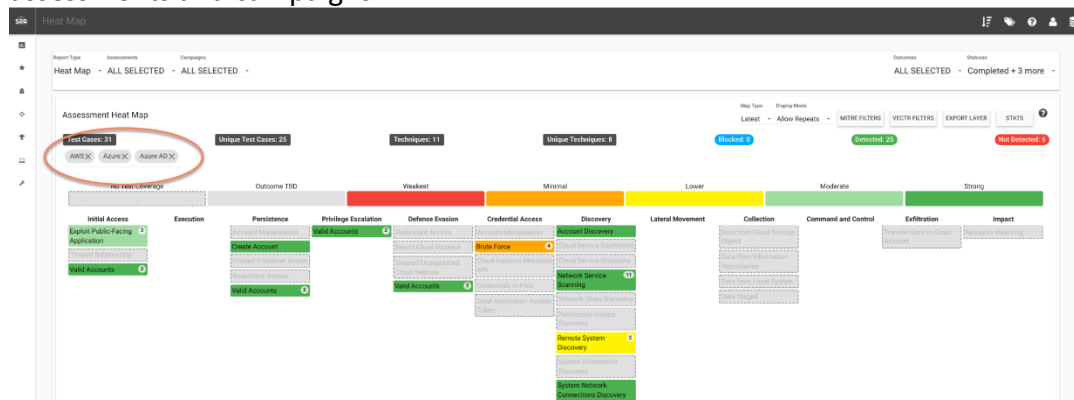 SRA Heat Map
Report Type Assessments Campaigns Outcomes Statuses
Heat Map ALL SELECTED ALL SELECTED ALL SELECTED Completed + 3 more
Map Type Display Mode
Assessment Heat Map Latest Allow Repeats MITRE FILTERS VECTR FILTERS EXPORT LAYER STATS
Test Cases: 31 Unique Test Cases: 25 Techniques: 11 Unique Techniques: 8 Blocked: 0 Detected: 25 Not Detected: 6
AWS X Azure X Azure AD X
No Test Coverage Outcome TBD Weakest Minimal Lower Moderate Strong
Initial Access Execution Persistence Privilege Escalation Defense Evasion Credential Access Discovery Lateral Movement Collection Command and Control Exfiltration Impact
Exploit Public-Facing Application 3
Trusted Relationship
Valid Accounts 2
Account Manipulation
Create Account
Implant Container Image
Redundant Access
Valid Accounts 2
Valid Accounts 2
Redundant Access
Revert Cloud Instance
Unused/Unsupported Cloud Regions
Valid Accounts 2
Account Manipulation
Brute Force 4
Cloud Instance Metadata API
Credentials in Files
Steal Application Access Token
Account Discovery
Cloud Service Dashboard
Cloud Service Discovery
Network Service Scanning 11
Network Share Discovery
Permission Groups Discovery
Remote System Discovery 2
System Information Discovery
System Network Connections Discovery
Data from Cloud Storage Object
Data from Information Repositories
Data from Local System
Data Staged
Transfer Data to Cloud Account
Resource Hijacking